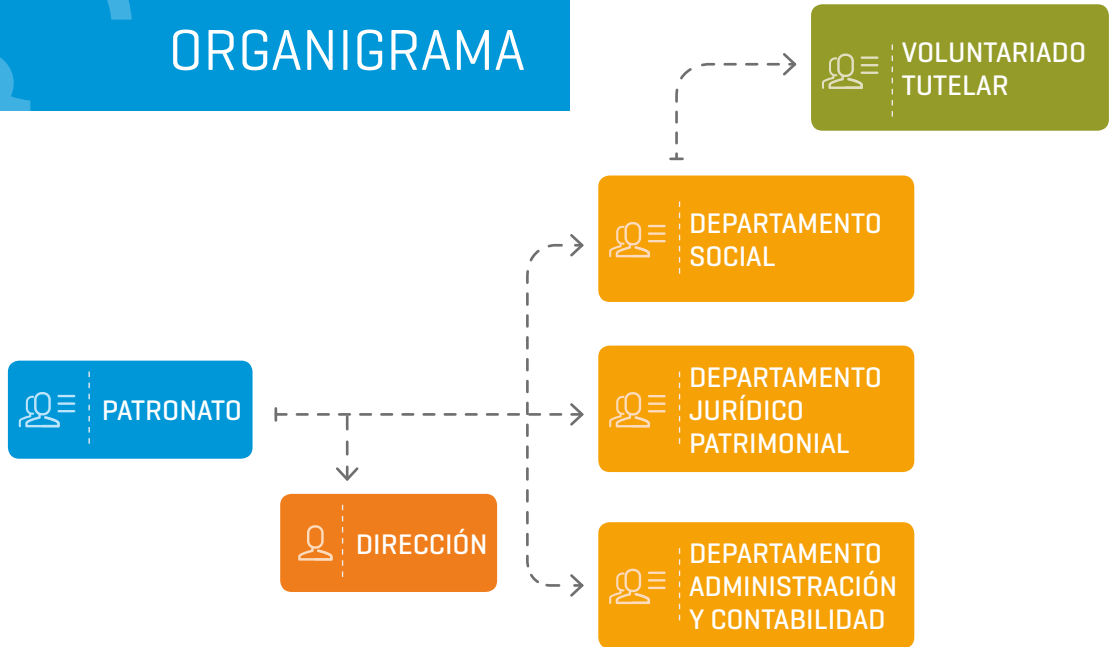 ORGANIGRAMA
VOLUNTARIADO
TUTELAR
DEPARTAMENTO
SOCIAL
PATRONATO
DEPARTAMENTO
JURÍDICO
PATRIMONIAL
DIRECCIÓN
DEPARTAMENTO
ADMINISTRACIÓN
Y CONTABILIDAD